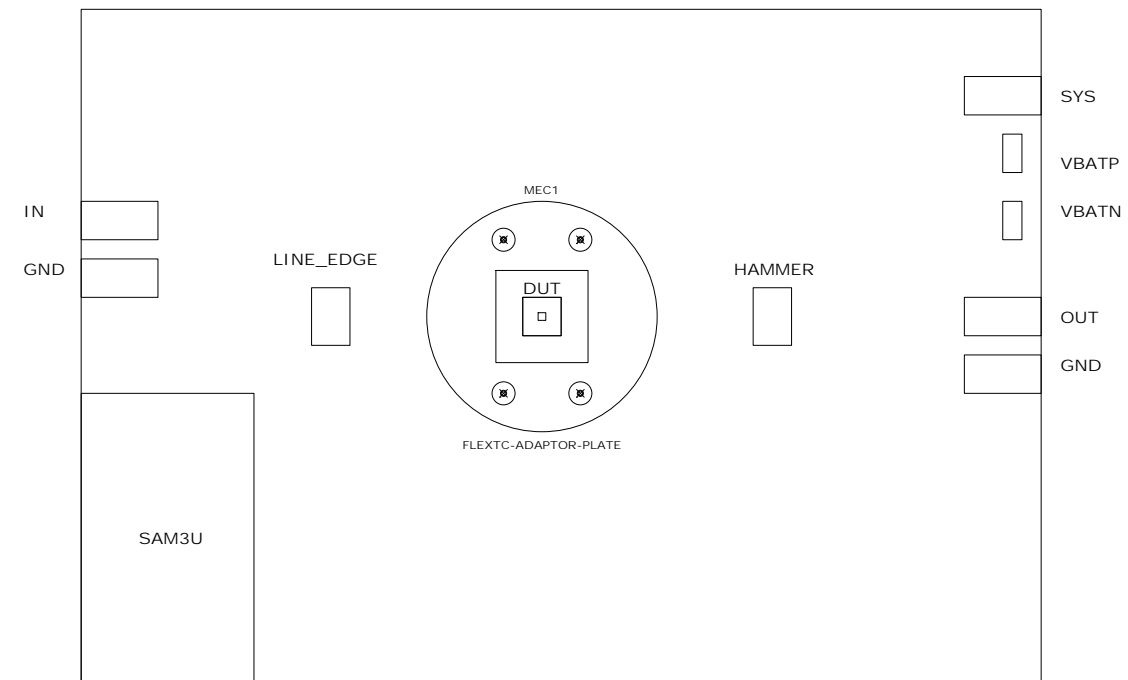 SYS
VBATP
MEC1
IN
VBATN
LINE_EDGE
HAMMER
GND
DUT
OUT
GND
FLEXTC-ADAPTOR-PLATE
SAM3U